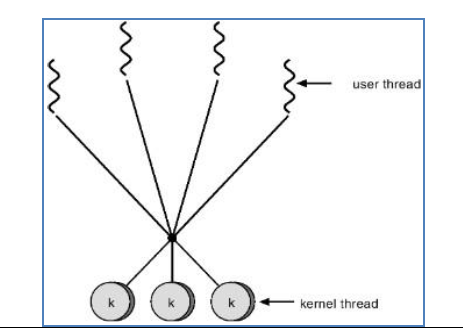 user thread
k k k
kernel thread